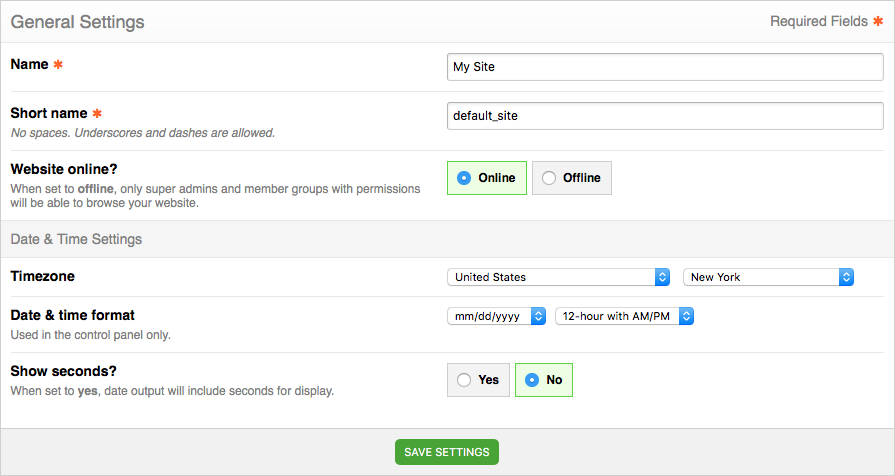 General Settings
Required Fields ✱
Name ✱
My Site
Short name ✱
No spaces. Underscores and dashes are allowed.
default_site
Website online?
When set to offline, only super admins and member groups with permissions
will be able to browse your website.
Online
Offline
Date & Time Settings
Timezone
United States
New York
Date & time format
Used in the control panel only.
mm/dd/yyyy
12-hour with AM/PM
Show seconds?
When set to yes, date output will include seconds for display.
Yes
No
SAVE SETTINGS